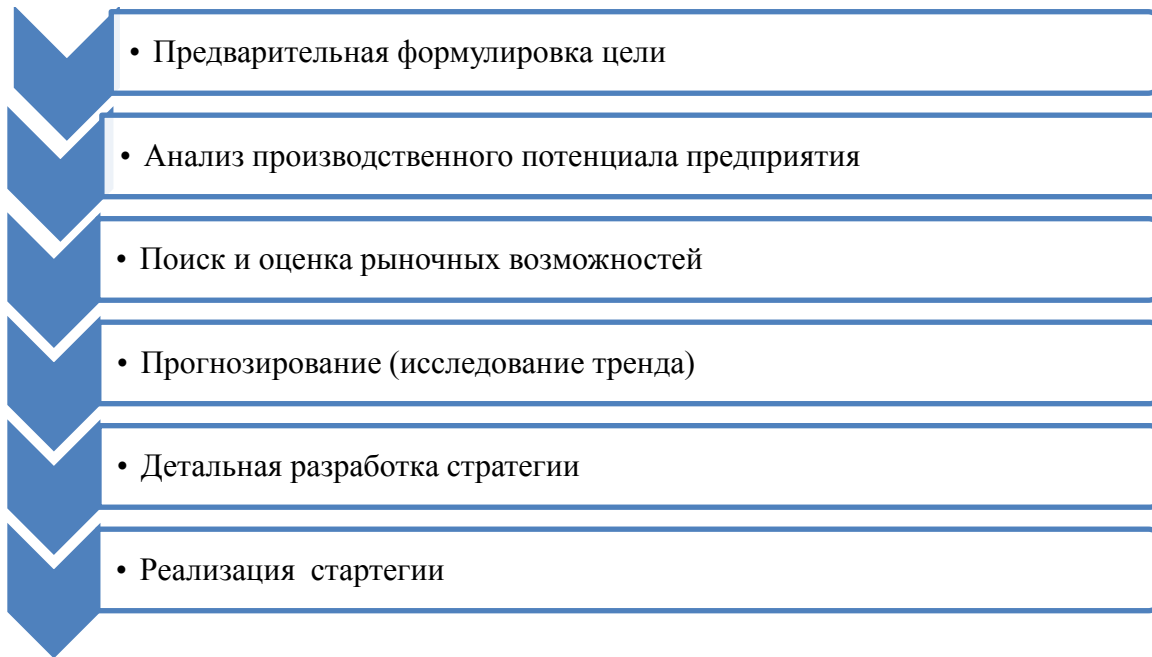 • Предварительная формулировка цели
• Анализ производственного потенциала предприятия
• Поиск и оценка рыночных возможностей
• Прогнозирование (исследование тренда)
• Детальная разработка стратегии
• Реализация  стартегии